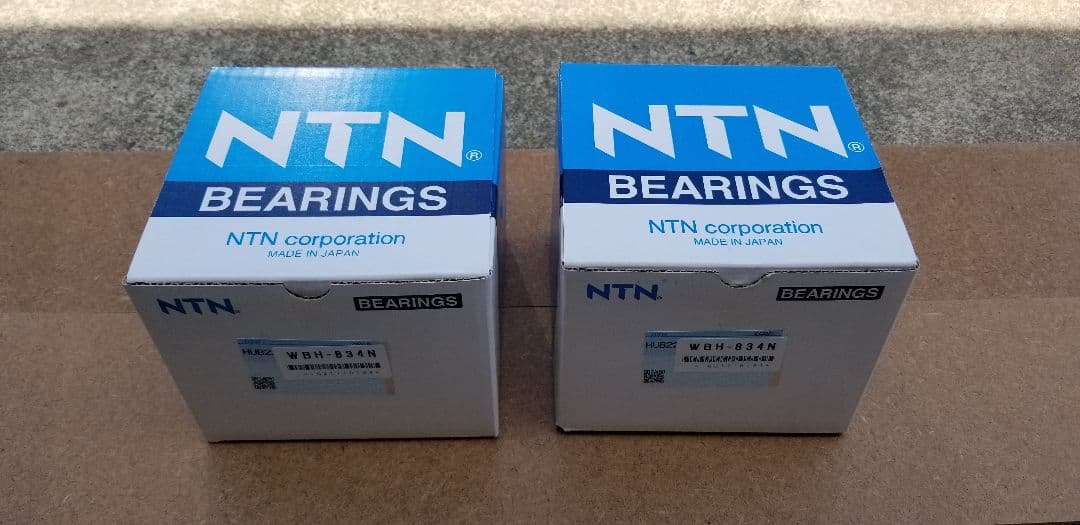 NTN®
BEARINGS
NTN corporation
MADE IN JAPAN
NTN
BEARINGS
WBH-834N
NTN®
BEARINGS
NTN corporation
MADE IN JAPAN
NTN
BEARINGS
HUB22
WBH-834N